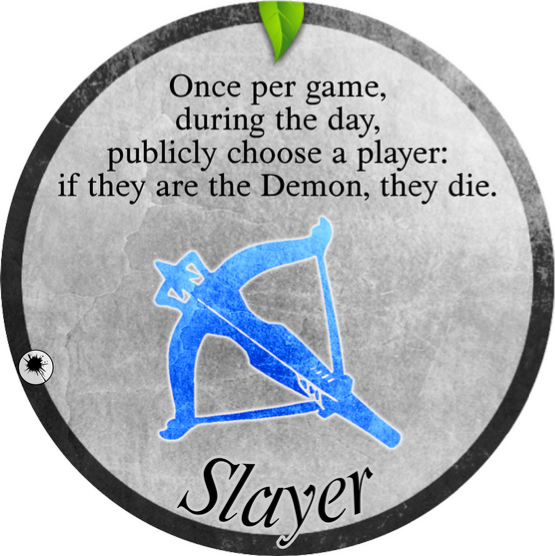 Once per game,
during the day,
publicly choose a player:
if they are the Demon, they die.
Slayer